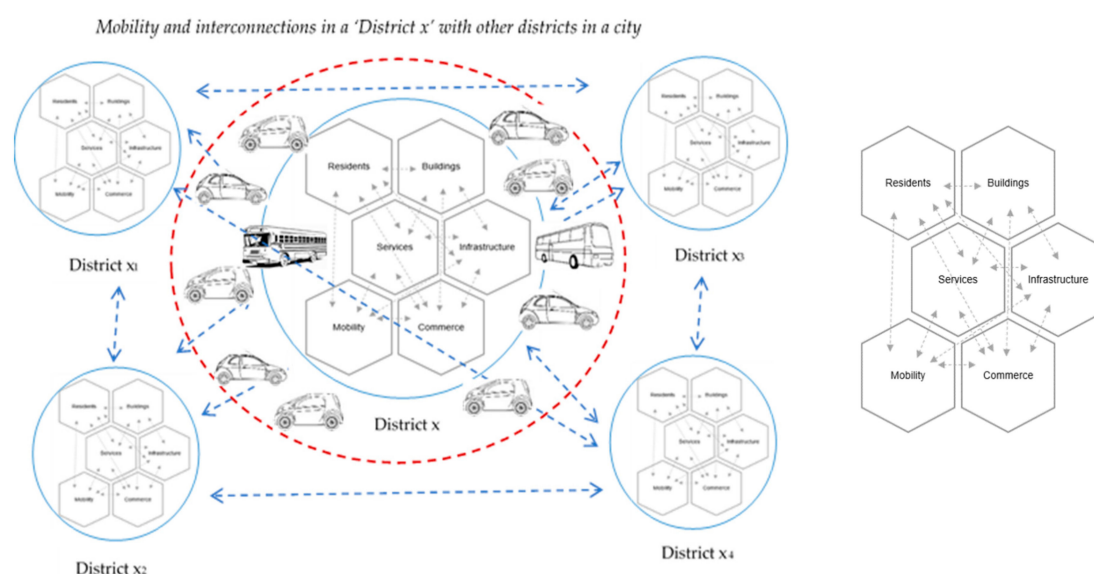 Mobility and interconnections in a 'District x' with other districts in a city
Residents
Buildings
Services
Infrastructure
Mobility
Commerce
District x1
Residents
Buildings
Services
Infrastructure
Mobility
Commerce
District x
Residents
Buildings
Services
Infrastructure
Mobility
Commerce
District x3
Residents
Buildings
Services
Infrastructure
Mobility
Commerce
District x2
Residents
Buildings
Services
Infrastructure
Mobility
Commerce
District x4
Residents
Buildings
Services
Infrastructure
Mobility
Commerce